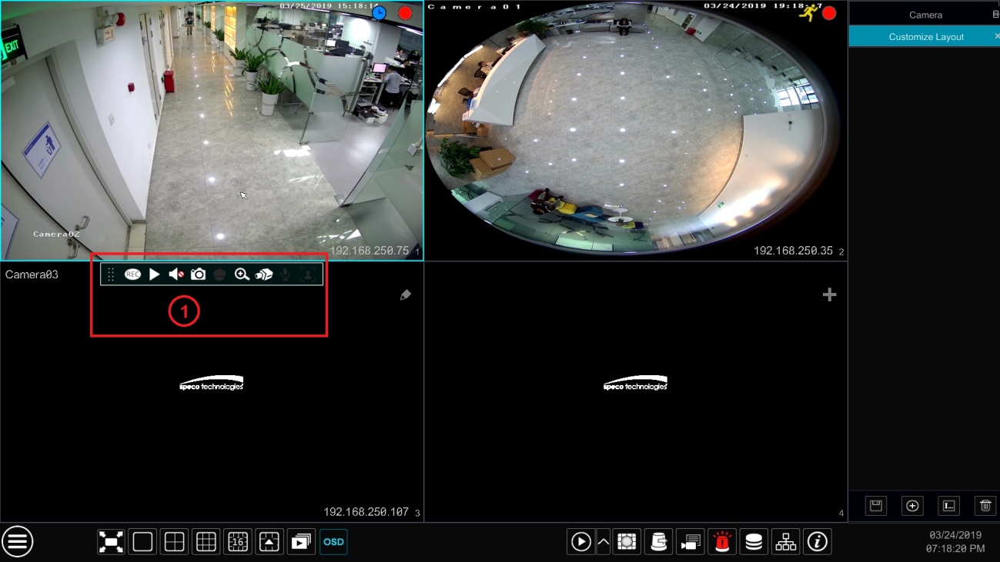 03/25/2019 15:18:1
EXIT
Camera02
192.168.250.75 1
Camera01
03/24/2019 19:18:
192.168.250.35 2
Camera
Customize Layout
Camera03
REC
1
speco technologies
192.168.250.107 3
speco technologies
4
I...
16
OSD
03/24/2019
07:18:20 PM